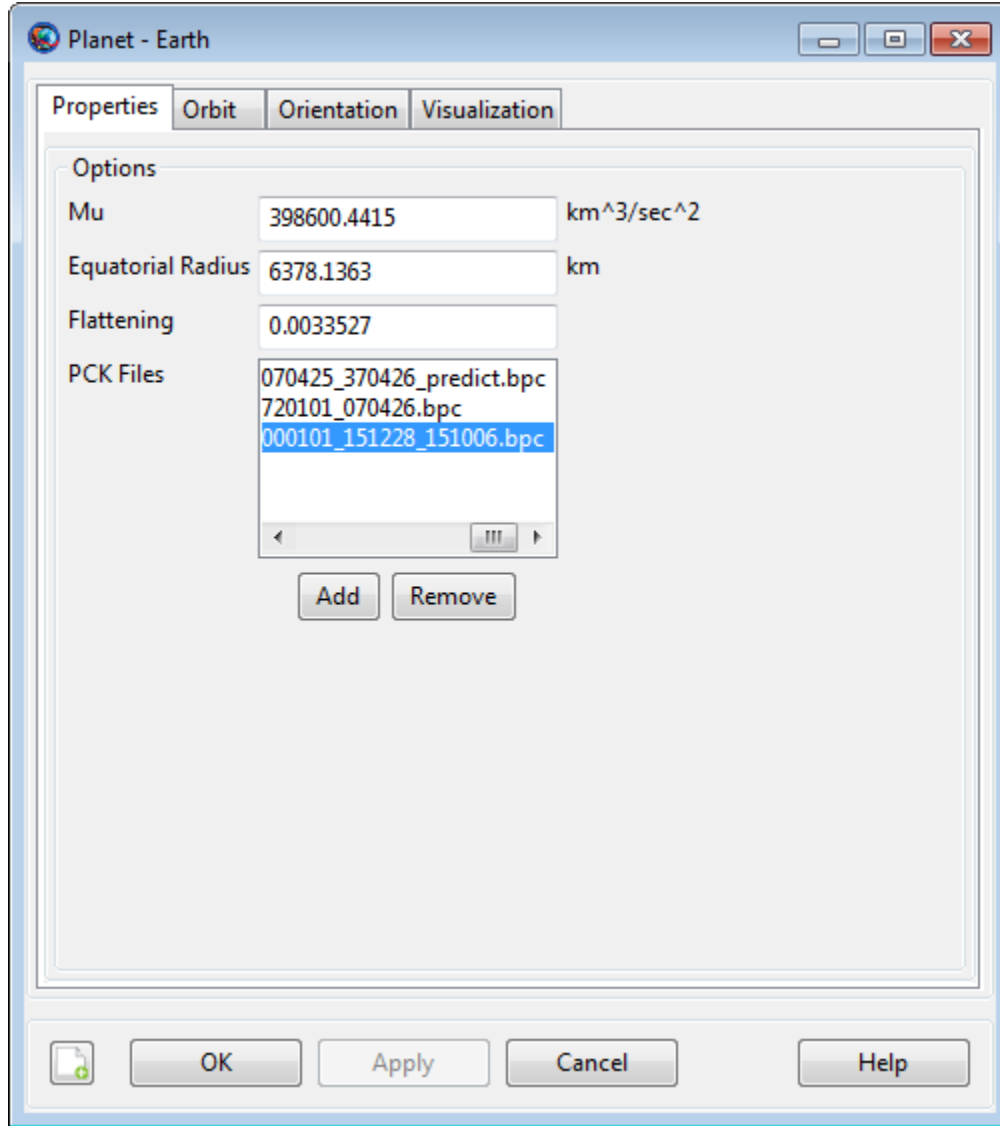 Planet - Earth
Properties Orbit Orientation Visualization
Options
Mu 398600.4415 km^3/sec^2
Equatorial Radius 6378.1363 km
Flattening 0.0033527
PCK Files
070425_370426_predict.bpc
720101_070426.bpc
000101_151228_151006.bpc
Add Remove
OK Apply Cancel Help